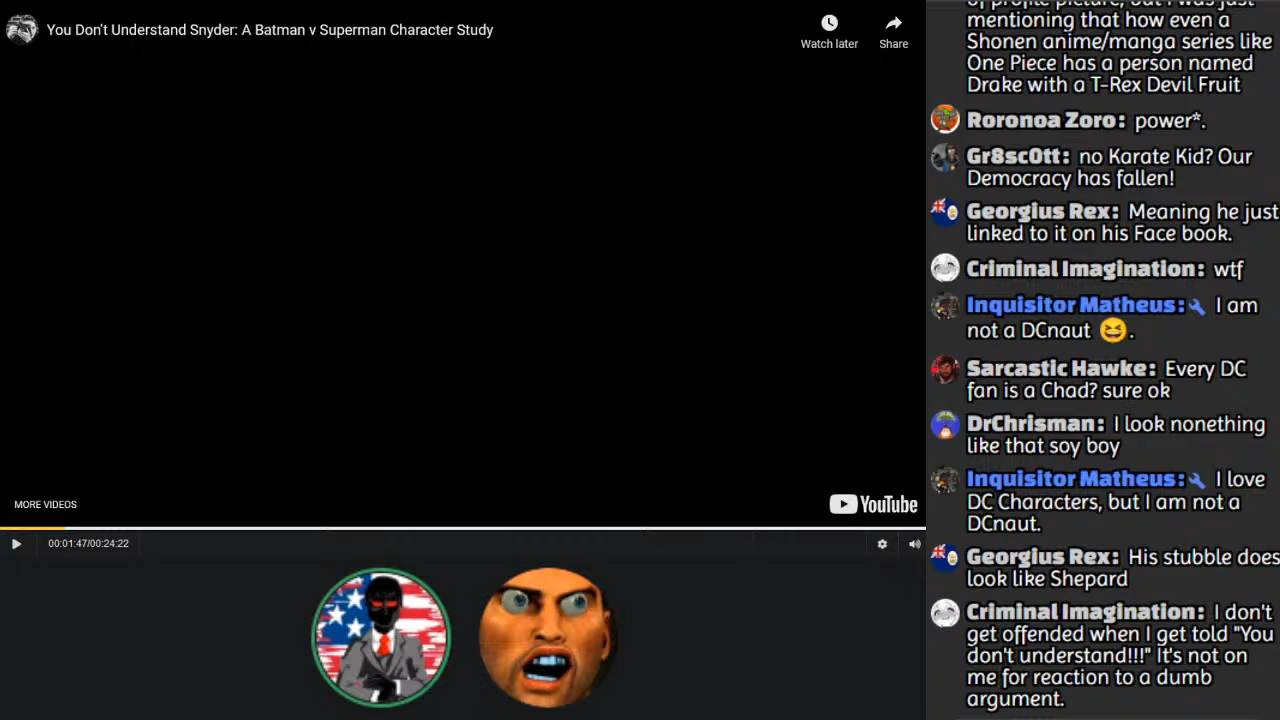 You Don't Understand Snyder: A Batman v Superman Character Study
Watch later
Share
MORE VIDEOS
YouTube
00:01:47/00:24:22
of profile picture, but I was just
mentioning that how even a
Shonen anime/manga series like
One Piece has a person named
Drake with a T-Rex Devil Fruit
Roronoa Zoro: power*.
Gr8sc0tt: no Karate Kid? Our
Democracy has fallen!
Georgius Rex: Meaning he just
linked to it on his Face book.
Criminal Imagination: wtf
Inquisitor Matheus: I am
not a DCnaut 😆.
Sarcastic Hawke: Every DC
fan is a Chad? sure ok
DrChrisman: I look nonething
like that soy boy
Inquisitor Matheus: I love
DC Characters, but I am not a
DCnaut.
Georgius Rex: His stubble does
look like Shepard
Criminal Imagination: I don't
get offended when I get told "You
don't understand!!!" It's not on
me for reaction to a dumb
argument.